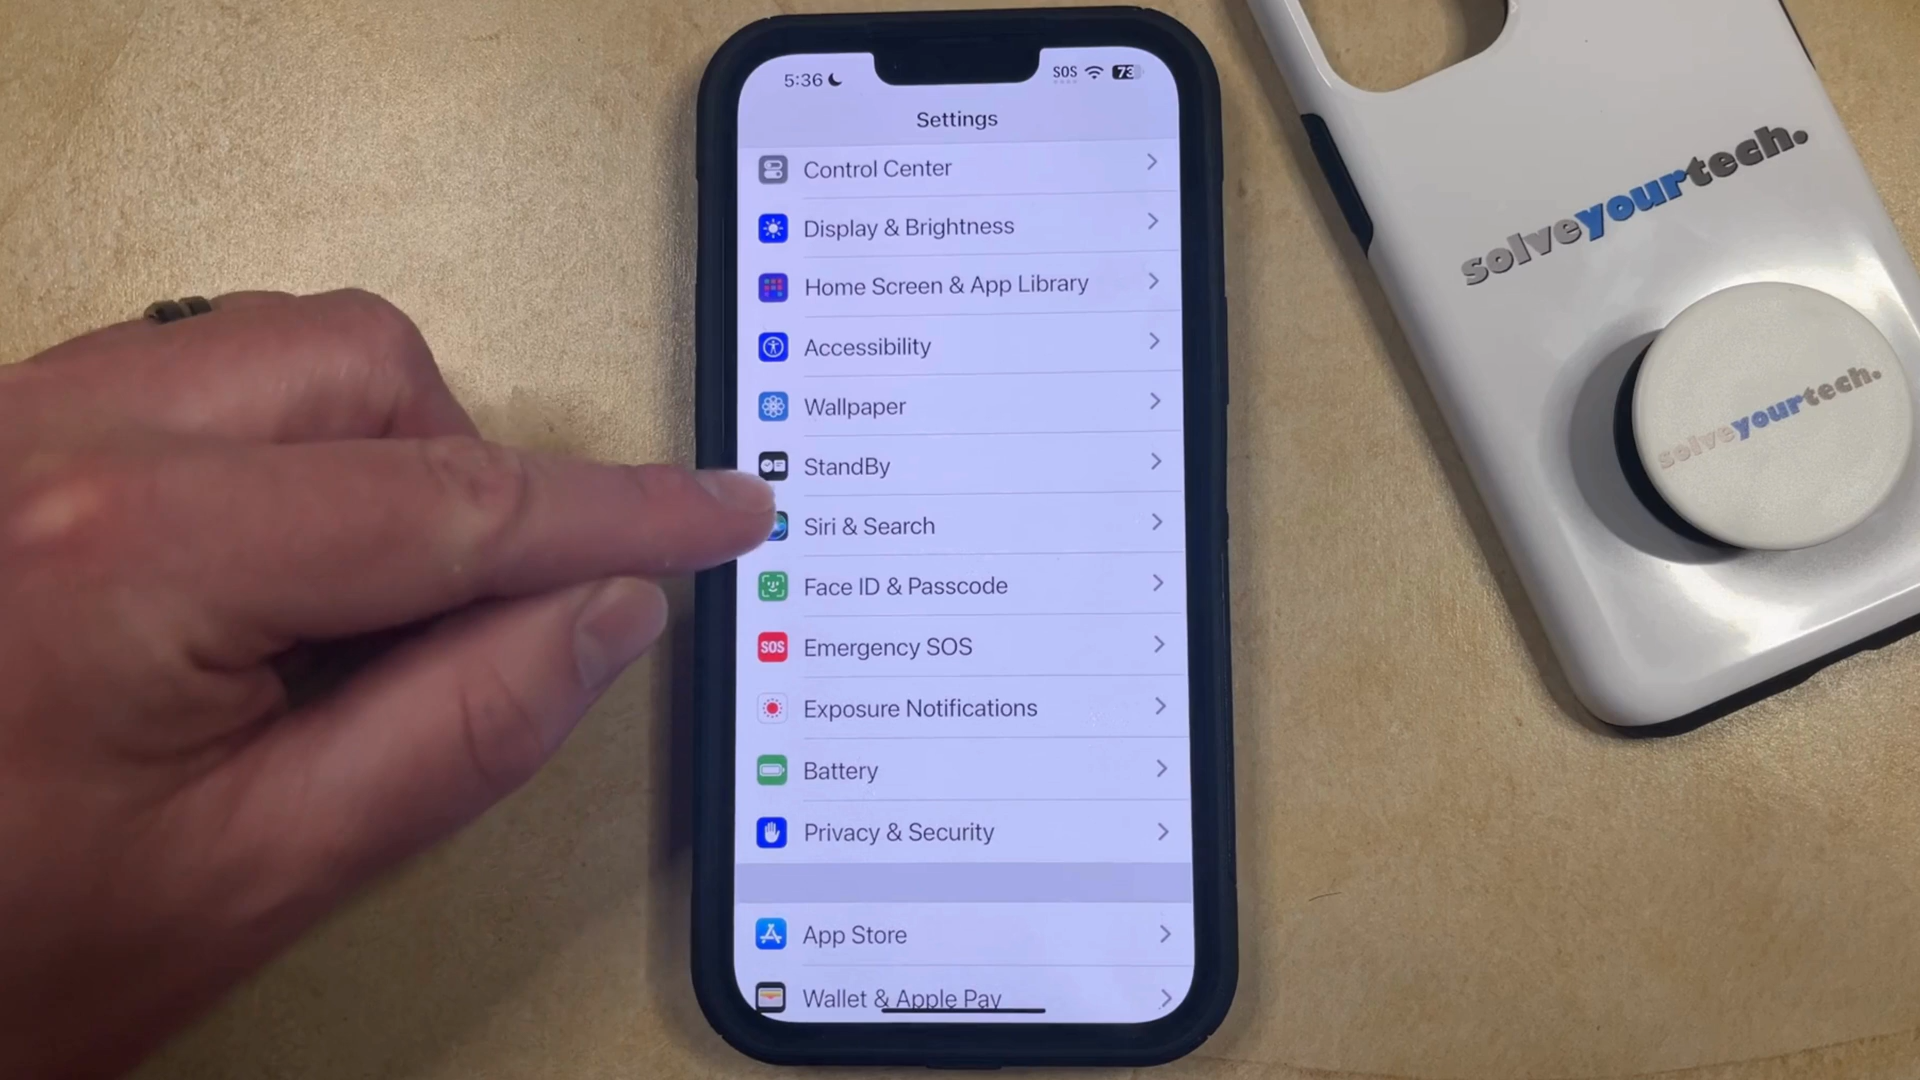 5:36
SOS
73
Settings
Control Center
Display & Brightness
Home Screen & App Library
Accessibility
Wallpaper
StandBy
Siri & Search
Face ID & Passcode
SOS
Emergency SOS
Exposure Notifications
Battery
Privacy & Security
App Store
Wallet & Apple Pay
solveyourtech.
solveyourtech.